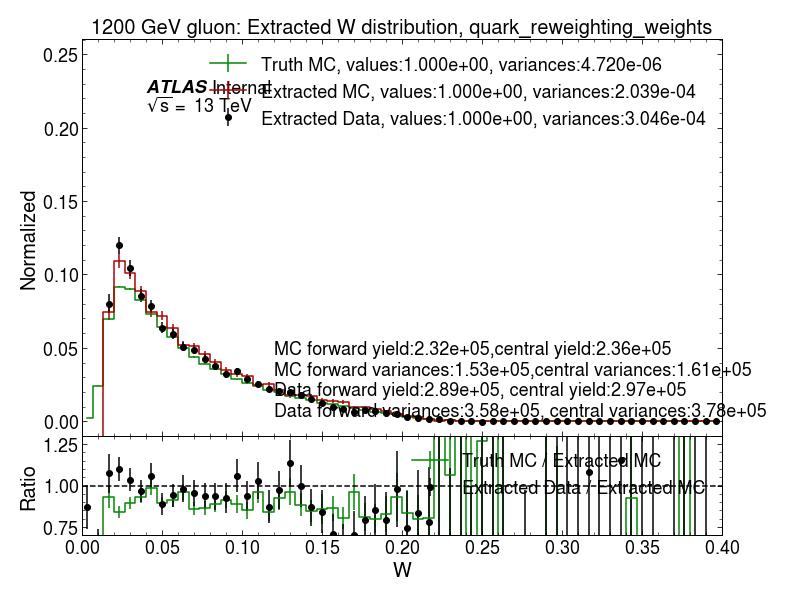 1200 GeV gluon: Extracted W distribution, quark_reweighting_weights
Truth MC, values:1.000e+00, variances:4.720e-06
ATLAS Internal
Extracted MC, values:1.000e+00, variances:2.039e-04
√s = 13 TeV
Extracted Data, values:1.000e+00, variances:3.046e-04
Normalized
0.25
0.20
0.15
0.10
0.05
0.00
MC forward yield:2.32e+05,central yield:2.36e+05
MC forward variances:1.53e+05,central variances:1.61e+05
Data forward yield:2.89e+05, central yield:2.97e+05
Data forward variances:3.58e+05, central variances:3.78e+05
Ratio
1.25
1.00
0.75
Truth MC / Extracted MC
Extracted Data / Extracted MC
0.00 0.05 0.10 0.15 0.20 0.25 0.30 0.35 0.40
W